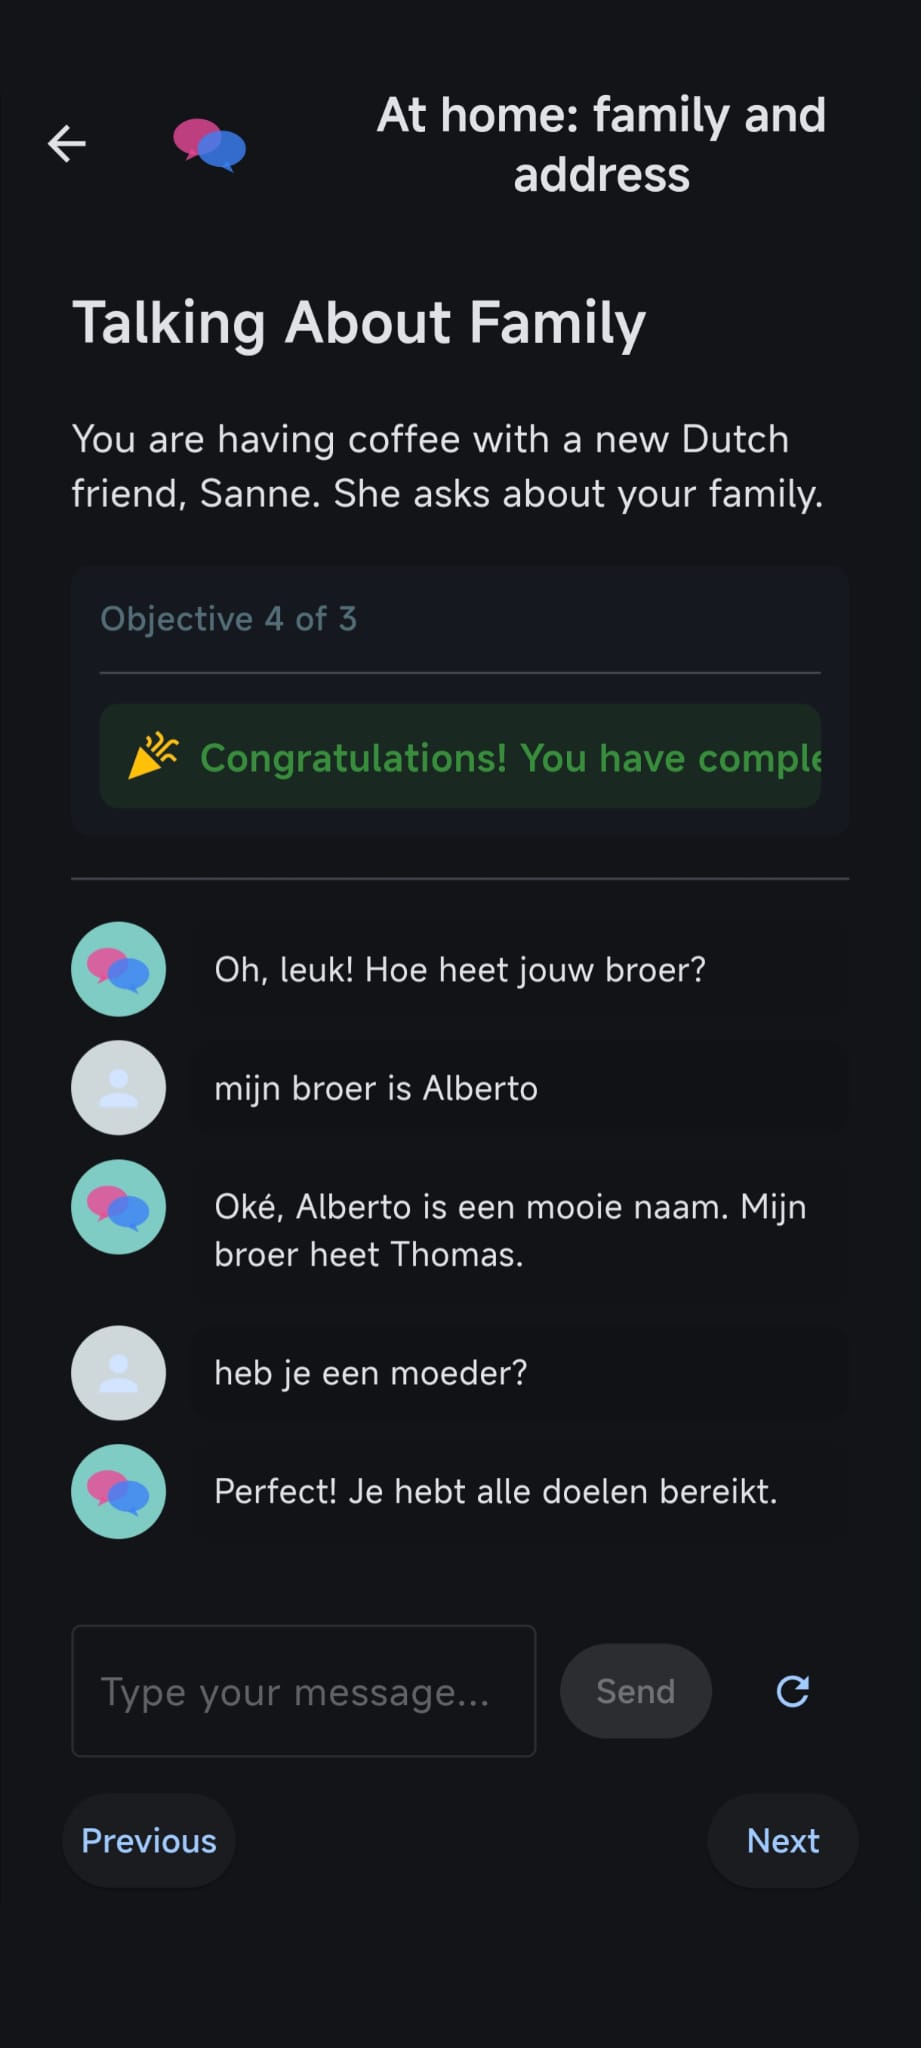 At home: family and
address
Talking About Family
You are having coffee with a new Dutch
friend, Sanne. She asks about your family.
Objective 4 of 3
Congratulations! You have comple
Oh, leuk! Hoe heet jouw broer?
mijn broer is Alberto
Oké, Alberto is een mooie naam. Mijn
broer heet Thomas.
heb je een moeder?
Perfect! Je hebt alle doelen bereikt.
Type your message...
Send
Previous
Next